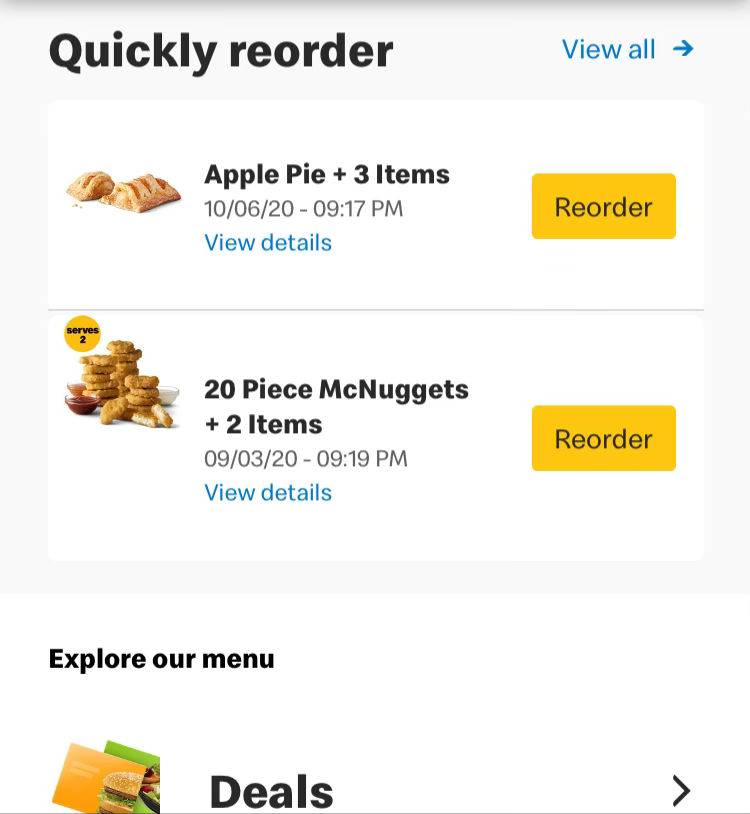 Quickly reorder
View all →
Apple Pie + 3 Items
10/06/20 - 09:17 PM
View details
Reorder
serves
2
20 Piece McNuggets
+ 2 Items
09/03/20 - 09:19 PM
View details
Reorder
Explore our menu
Deals